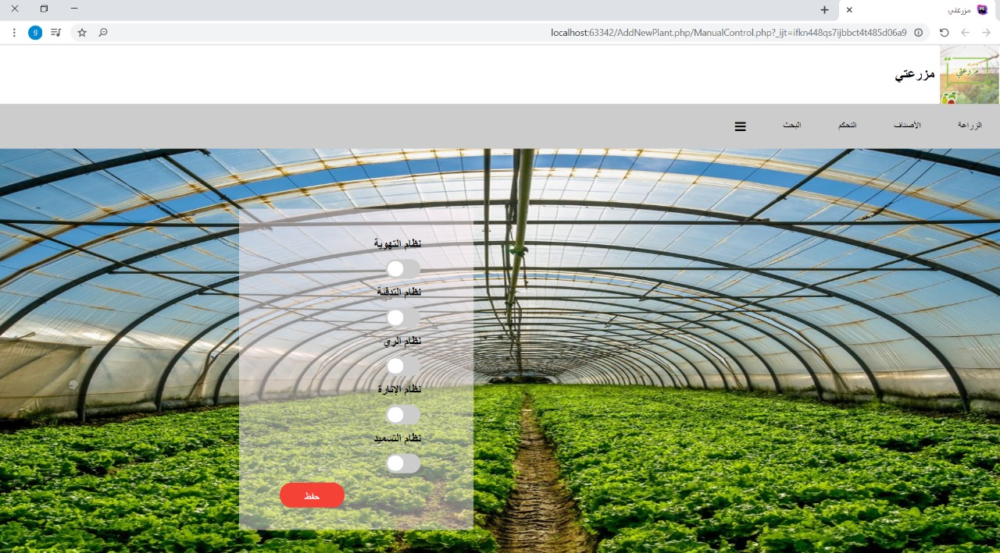 مزرعتي
localhost:63342/AddNewPlant.php/ManualControl.php?_ijt=ifkn448qs7ijbbct4t485d06a9
g
مزرعتي
مزرعتي
الزراعة
الأصناف
التحكم
البحث
نظام التهوية
نظام التدفئة
نظام الري
نظام الإنارة
نظام التسميد
حفظ